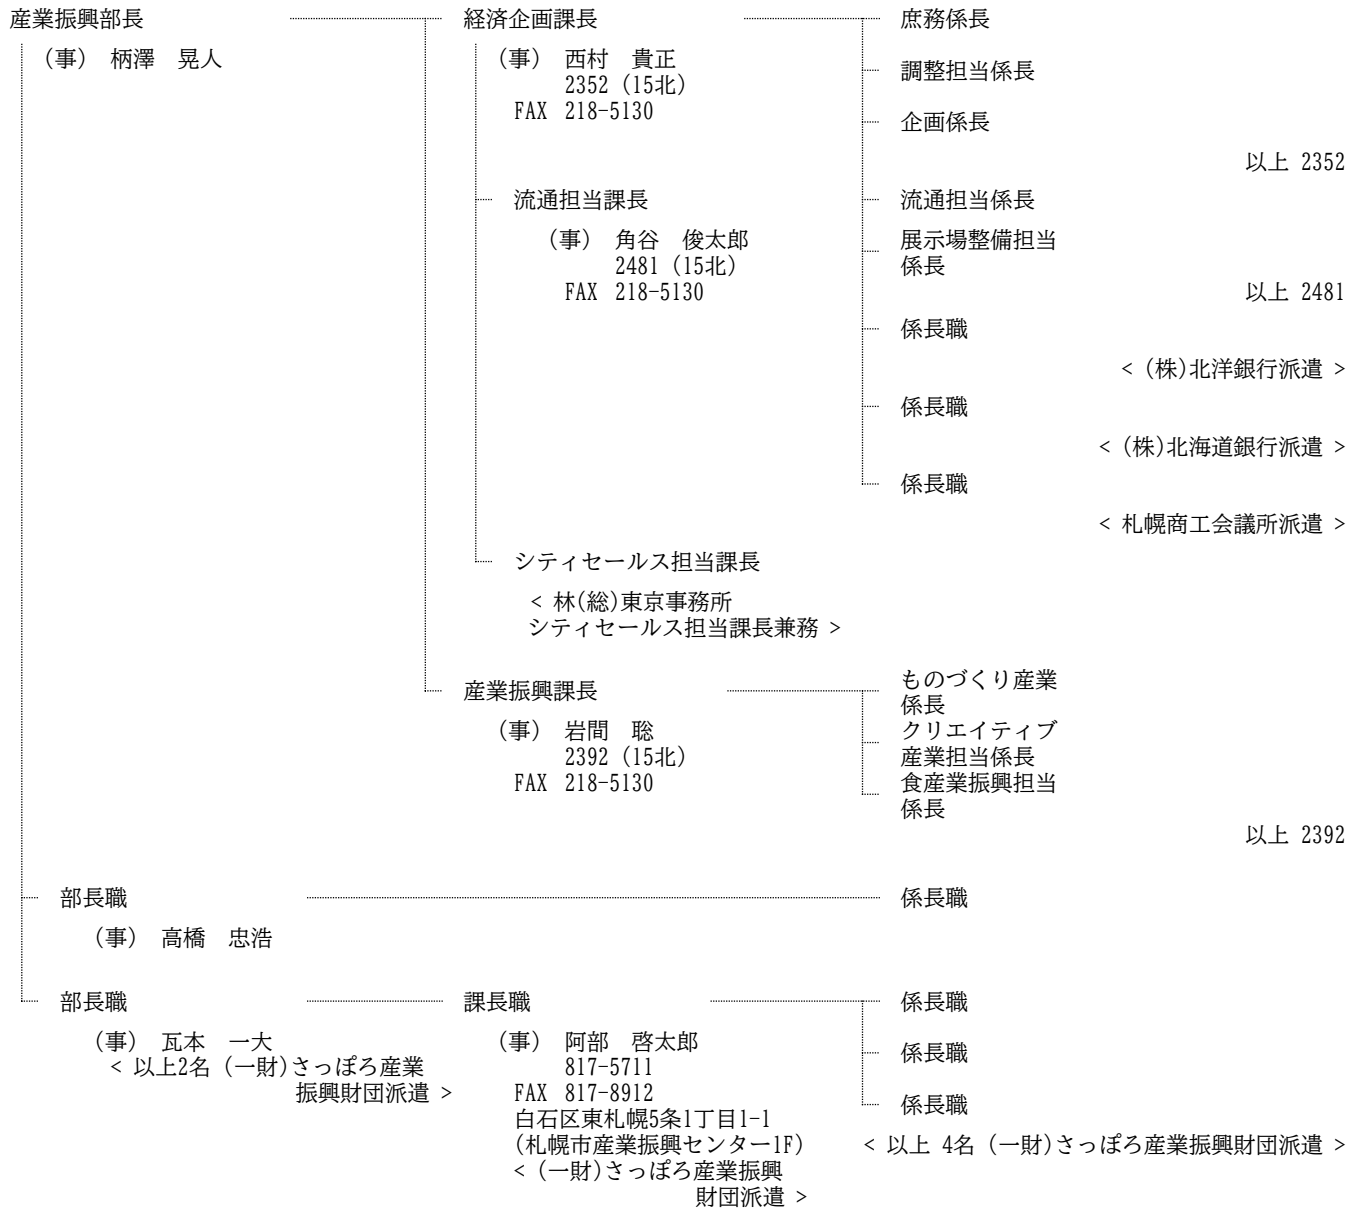 産業振興部長
（事） 柄澤　晃人
経済企画課長
（事） 西村　貴正
2352 (15北)
FAX 218-5130
庶務係長
調整担当係長
企画係長
以上 2352
流通担当課長
（事） 角谷　俊太郎
2481 (15北)
FAX 218-5130
流通担当係長
展示場整備担当
係長
以上 2481
係長職
< (株)北洋銀行派遣 >
係長職
< (株)北海道銀行派遣 >
係長職
< 札幌商工会議所派遣 >
シティセールス担当課長
< 林(総)東京事務所
シティセールス担当課長兼務 >
産業振興課長
（事） 岩間　聡
2392 (15北)
FAX 218-5130
ものづくり産業
係長
クリエイティブ
産業担当係長
食産業振興担当
係長
以上 2392
部長職
（事） 高橋　忠浩
係長職
部長職
（事） 瓦本　一大
< 以上2名 (一財)さっぽろ産業
振興財団派遣 >
課長職
（事） 阿部　啓太郎
817-5711
FAX 817-8912
白石区東札幌5条1丁目1-1
(札幌市産業振興センター1F)
< (一財)さっぽろ産業振興
財団派遣 >
係長職
係長職
係長職
< 以上 4名 (一財)さっぽろ産業振興財団派遣 >